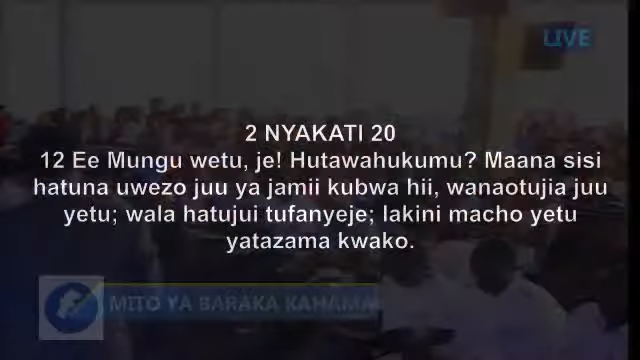 LIVE
2 NYAKATI 20
12 Ee Mungu wetu, je! Hutawahukumu? Maana sisi
hatuna uwezo juu ya jamii kubwa hii, wanaotujia juu
yetu; wala hatujui tufanyeje; lakini macho yetu
yatazama kwako.
MITO YA BARAKA KAHAMA